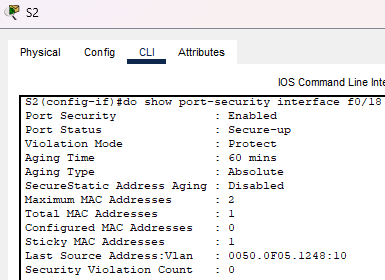 S2
Physical Config CLI Attributes
IOS Command Line Inte
S2(config-if)#do show port-security interface f0/18
Port Security : Enabled
Port Status : Secure-up
Violation Mode : Protect
Aging Time : 60 mins
Aging Type : Absolute
SecureStatic Address Aging : Disabled
Maximum MAC Addresses : 2
Total MAC Addresses : 1
Configured MAC Addresses : 0
Sticky MAC Addresses : 1
Last Source Address:Vlan : 0050.0F05.1248:10
Security Violation Count : 0